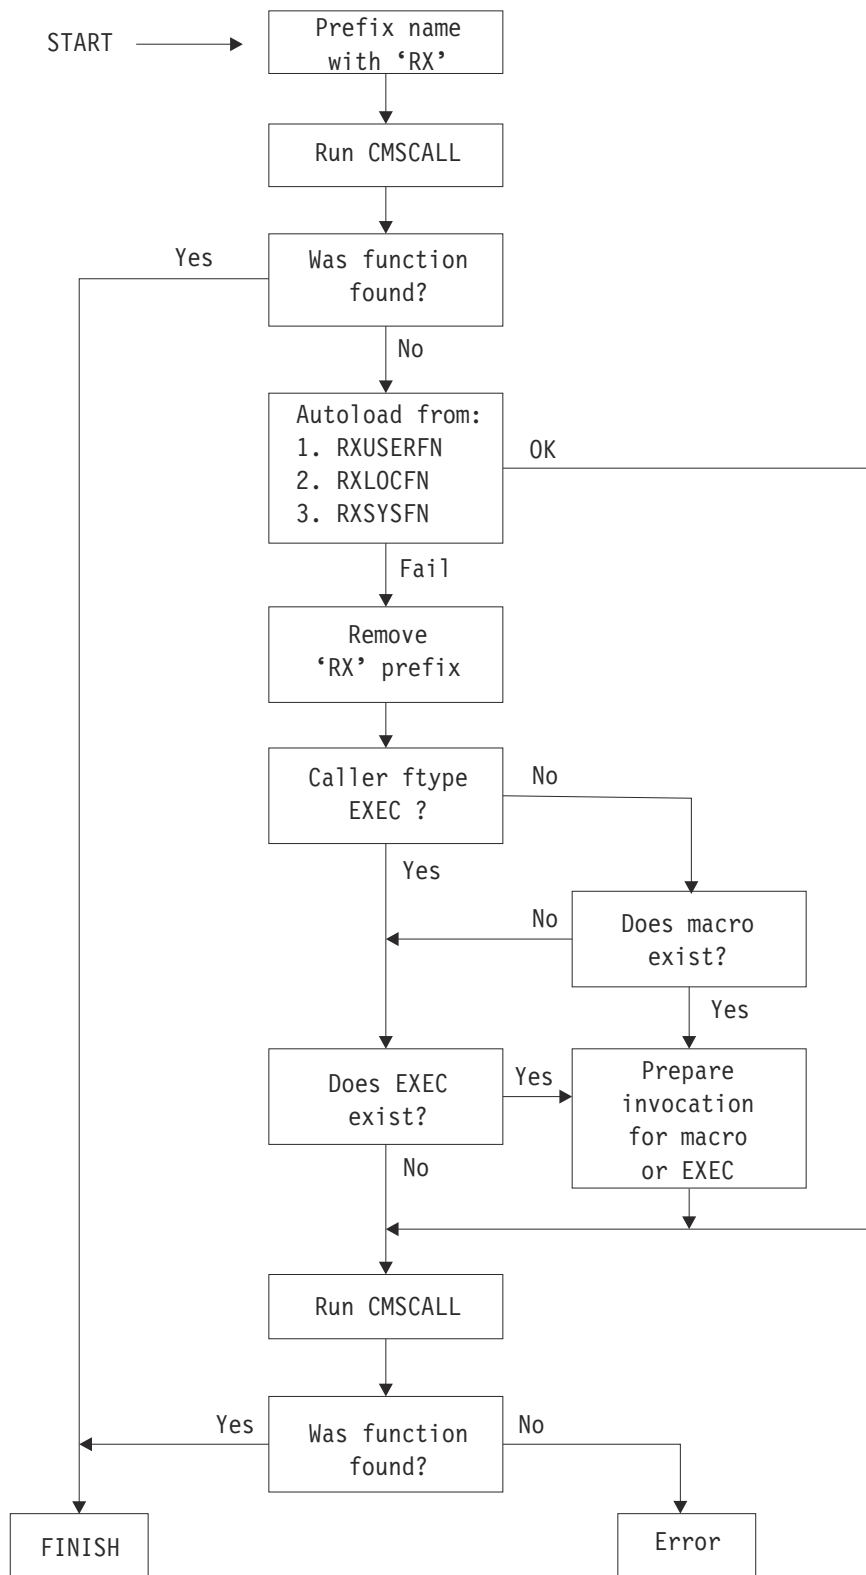 START
Prefix name
with ‘RX’
Run CMSCALL
Yes
Was function
found?
No
Autoload from:
1. RXUSERFN
2. RXLOCFN
3. RXSYSFN
OK
Fail
Remove
‘RX’ prefix
Caller ftype
EXEC ?
No
Yes
No
Does macro
exist?
Yes
Does EXEC
exist?
Yes
Prepare
invocation
for macro
or EXEC
No
Run CMSCALL
Yes
Was function
found?
No
FINISH
Error